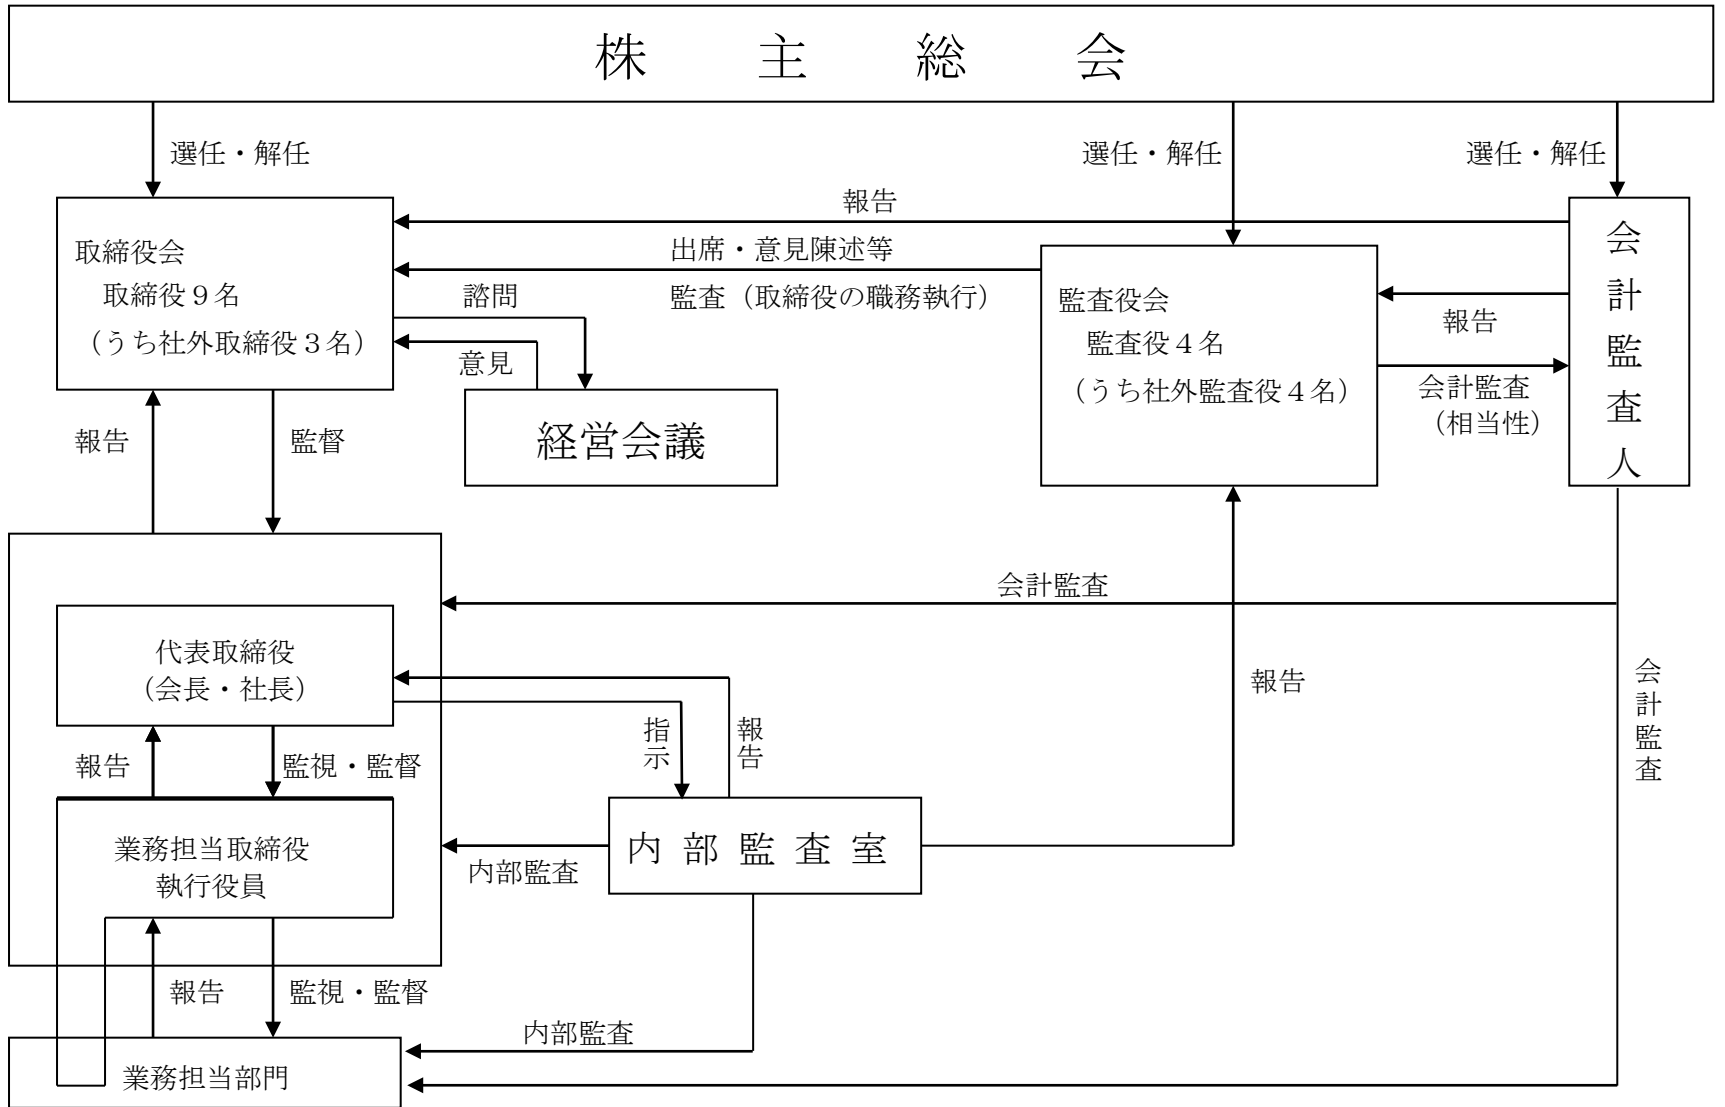 株主総会
選任・解任
選任・解任
選任・解任
報告
取締役会
取締役９名
（うち社外取締役３名）
出席・意見陳述等
監査（取締役の職務執行）
諮問
意見
経営会議
監査役会
監査役４名
（うち社外監査役４名）
報告
会計監査
（相当性）
会計監査人
報告
監督
会計監査
代表取締役
（会長・社長）
指示
報告
報告
会計監査
報告
監視・監督
業務担当取締役
執行役員
内部監査
内部監査室
報告
監視・監督
内部監査
業務担当部門